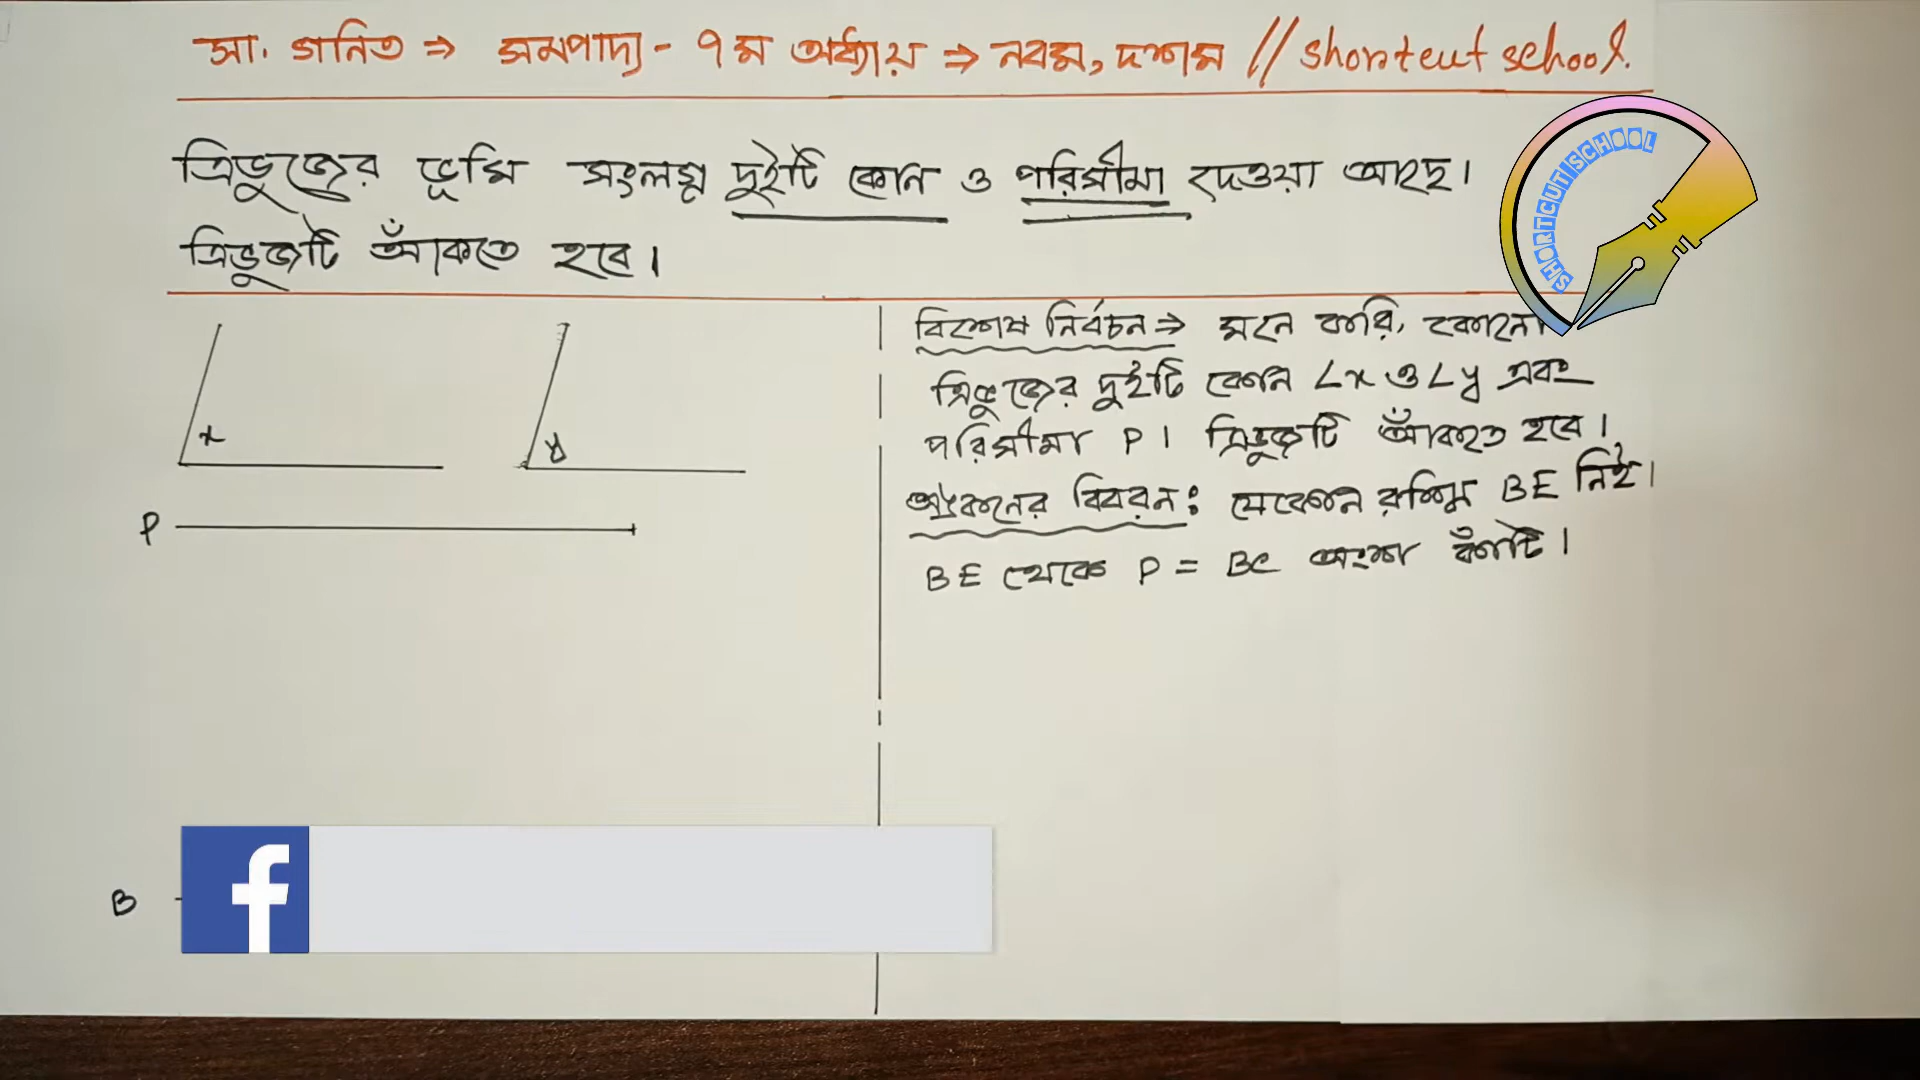 সা. গনিত ⇒ সমপাদ্য - ৭ম অধ্যায় ⇒ নবম, দশম // shortcut school.
ত্রিভুজের ভূমি সংলগ্ন দুইটি কোন ও পরিসীমা দেওয়া আছে।
ত্রিভুজটি আঁকতে হবে।
SHORTCUT SCHOOL
x
y
P
বিশেষ নির্বচন ⇒ মনে করি, কোনো
ত্রিভুজের দুইটি কোন ∠x ও ∠y এবং
পরিসীমা P। ত্রিভুজটি আঁকতে হবে।
অংকনের বিবরন: যেকোন রশ্মি BE নিই।
BE থেকে P = BC অংশ কাটি।
B
f